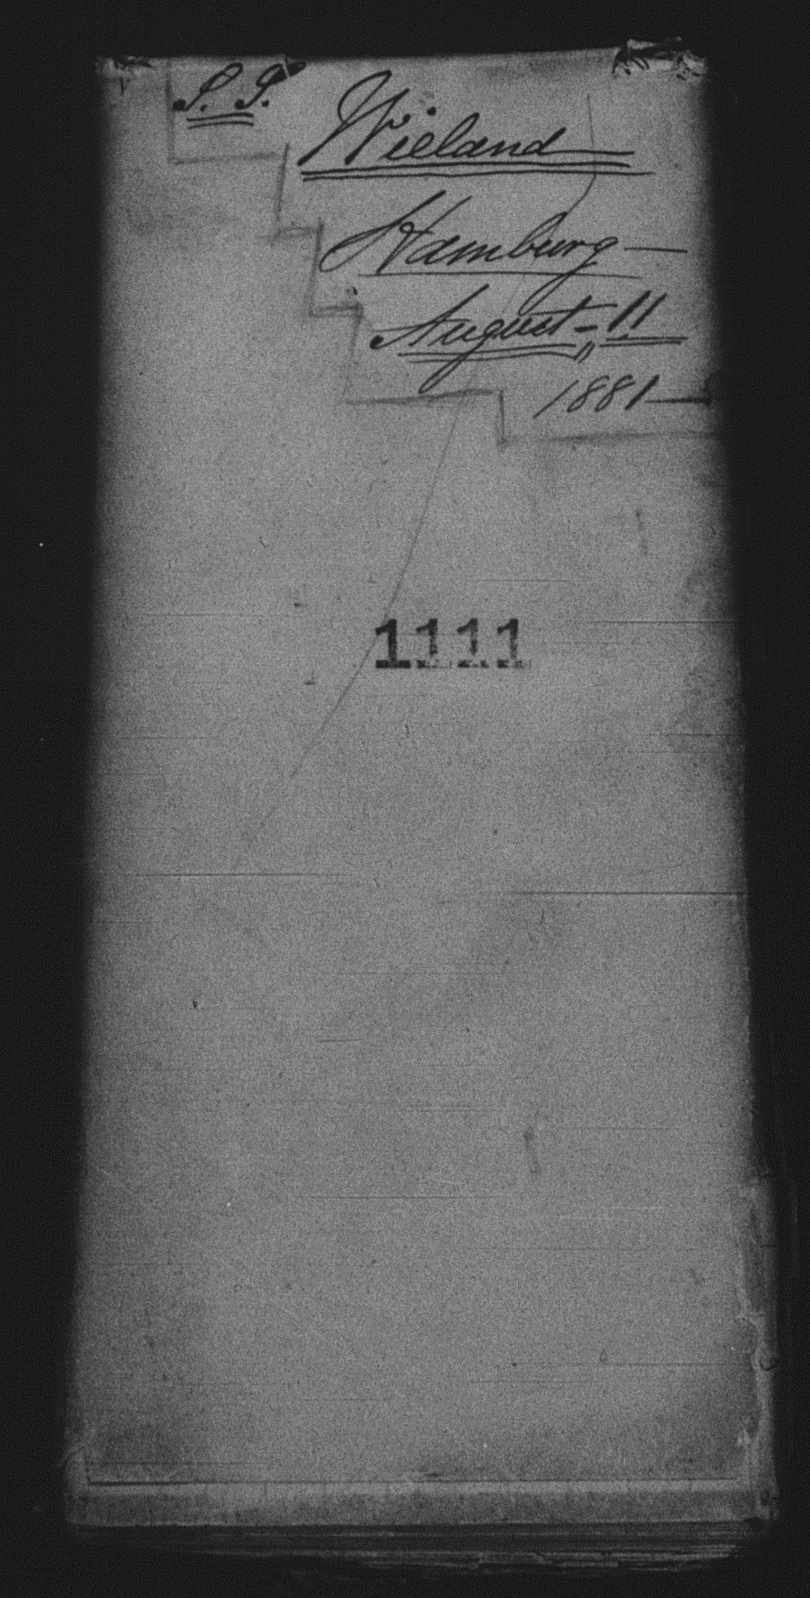 S. S.
Wieland
Hamburg —
August – 11
1881 —
1111